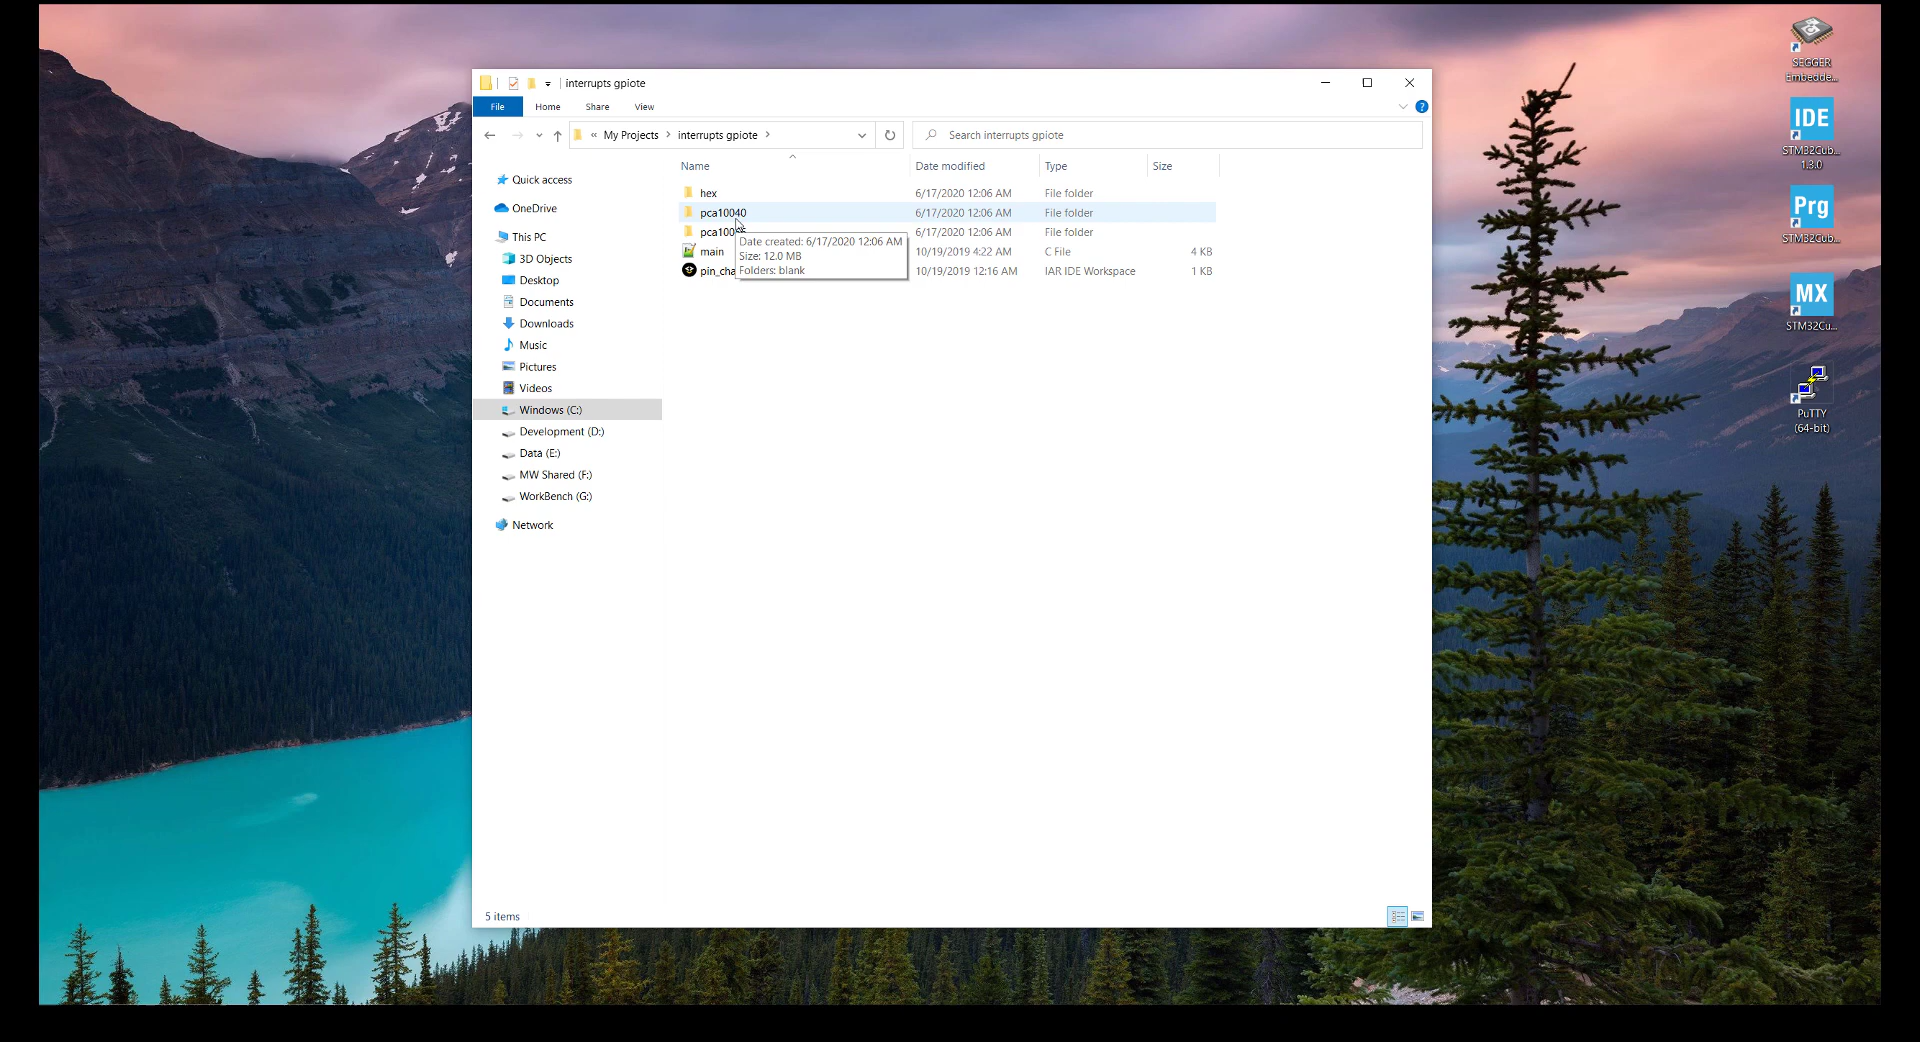 interrupts gpiote
File Home Share View
« My Projects > interrupts gpiote >
Search interrupts gpiote
Name Date modified Type Size
Quick access
OneDrive
This PC
3D Objects
Desktop
Documents
Downloads
Music
Pictures
Videos
Windows (C:)
Development (D:)
Data (E:)
MW Shared (F:)
WorkBench (G:)
Network
hex 6/17/2020 12:06 AM File folder
pca10040 6/17/2020 12:06 AM File folder
6/17/2020 12:06 AM File folder
main 10/19/2019 4:22 AM C File 4 KB
pin_cha 10/19/2019 12:16 AM IAR IDE Workspace 1 KB
Date created: 6/17/2020 12:06 AM
Size: 12.0 MB
Folders: blank
5 items
SEGGER
Embedde...
IDE
STM32Cub...
1.3.0
Prg
STM32Cub...
MX
STM32Cu...
PuTTY
(64-bit)